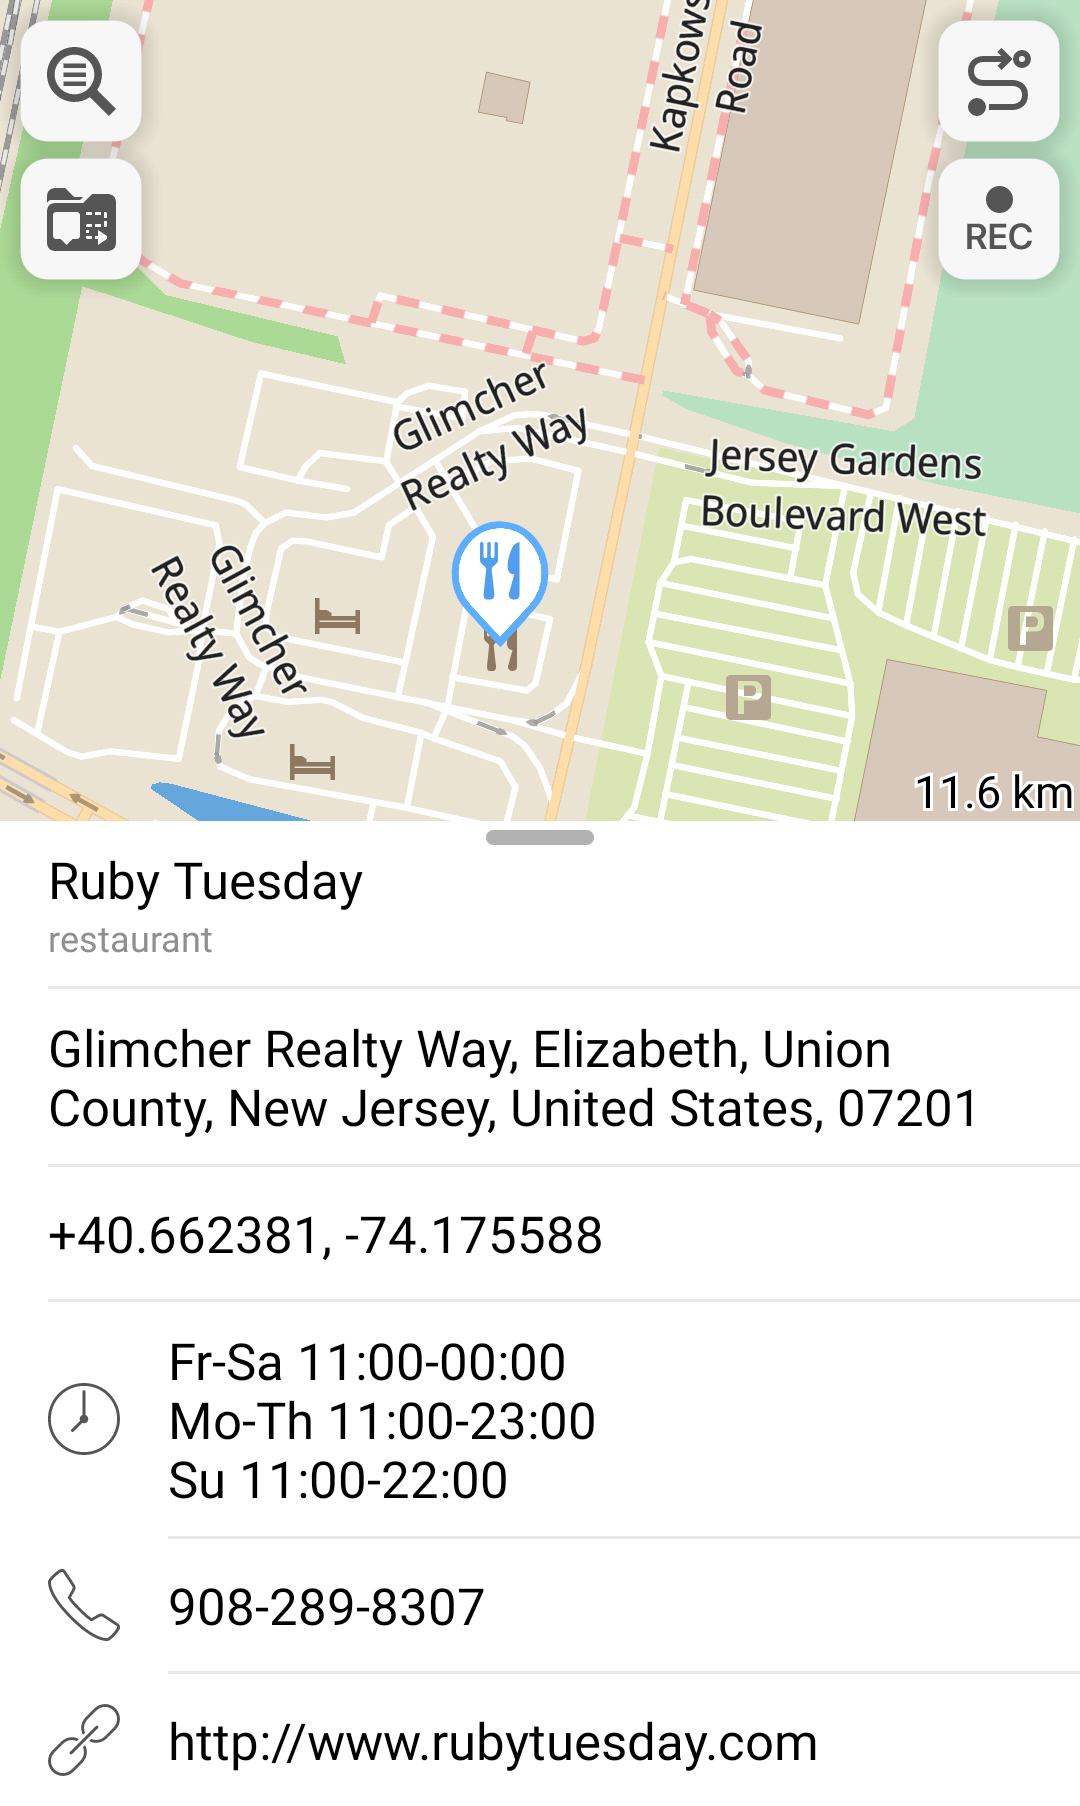 Kapkows
Road
REC
Glimcher
Realty Way
Jersey Gardens
Boulevard West
Glimcher
Realty Way
P
P
11.6 km
Ruby Tuesday
restaurant
Glimcher Realty Way, Elizabeth, Union
County, New Jersey, United States, 07201
+40.662381, -74.175588
Fr-Sa 11:00-00:00
Mo-Th 11:00-23:00
Su 11:00-22:00
908-289-8307
http://www.rubytuesday.com